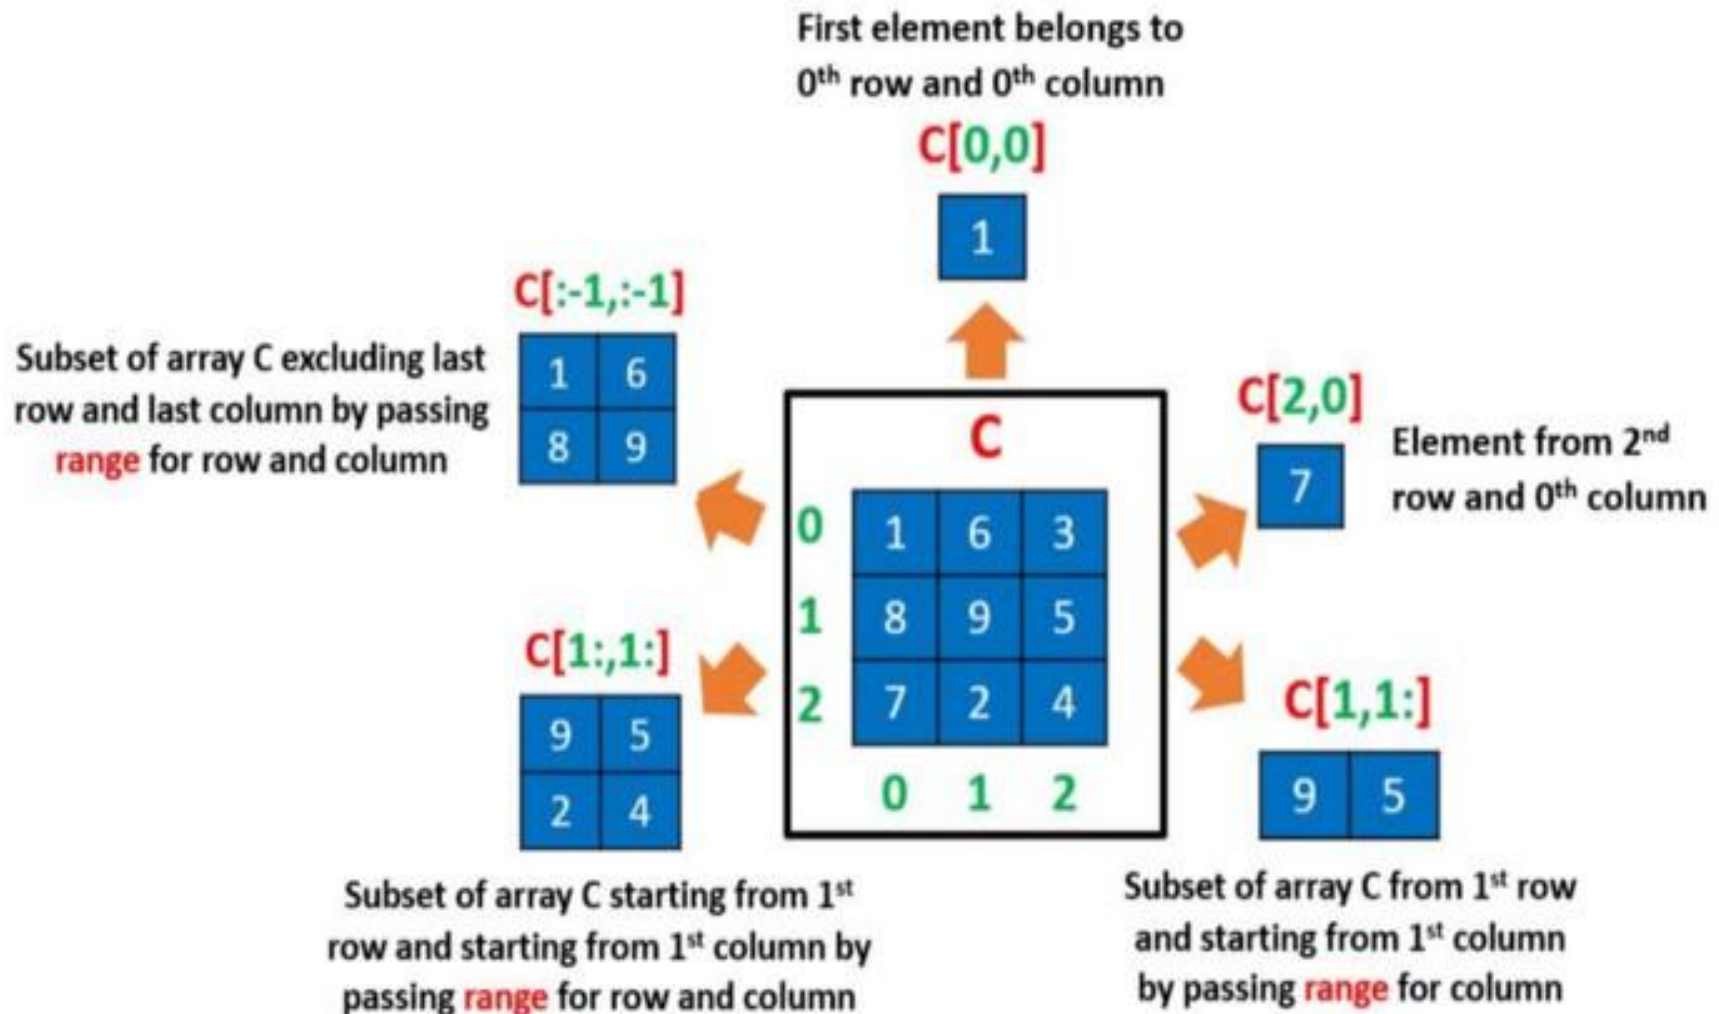 First element belongs to
0th row and 0th column
C[0,0]
1
C[:-1,:-1]
1 6
8 9
Subset of array C excluding last
row and last column by passing
range for row and column
C[2,0]
7
Element from 2nd
row and 0th column
C
0 1 6 3
1 8 9 5
2 7 2 4
0 1 2
C[1:,1:]
9 5
2 4
Subset of array C starting from 1st
row and starting from 1st column by
passing range for row and column
C[1,1:]
9 5
Subset of array C from 1st row
and starting from 1st column
by passing range for column